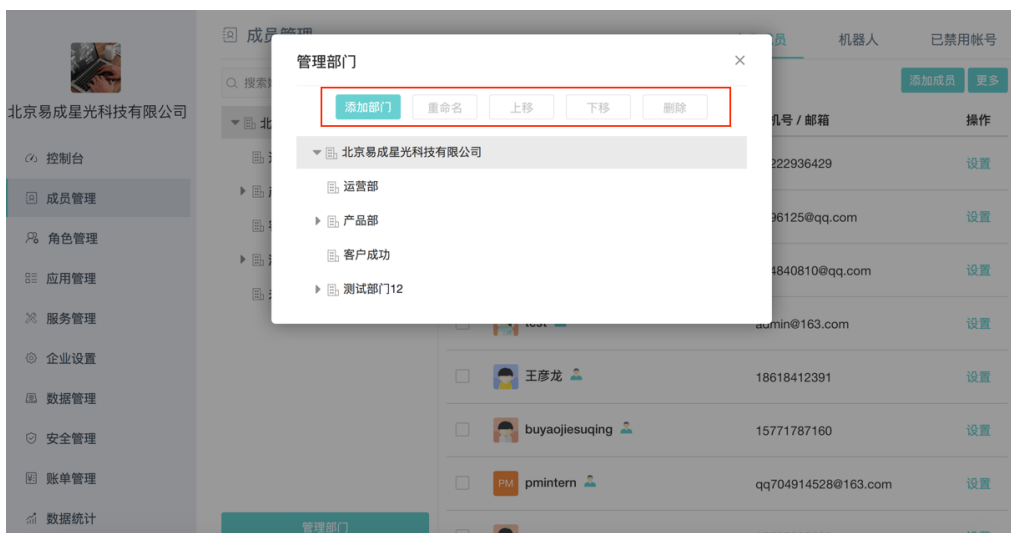 成员管理
机器人
已禁用帐号
管理部门
搜索
添加成员
更多
添加部门
重命名
上移
下移
删除
北京易成星光科技有限公司
北
机号 / 邮箱
操作
北京易成星光科技有限公司
运营部
产品部
客户成功
测试部门12
222936429
设置
96125@qq.com
设置
4840810@qq.com
设置
控制台
成员管理
角色管理
应用管理
服务管理
企业设置
数据管理
安全管理
账单管理
数据统计
test
admin@163.com
设置
王彦龙
18618412391
设置
buyaojiesuqing
15771787160
设置
PM
pmintern
qq704914528@163.com
设置
管理部门